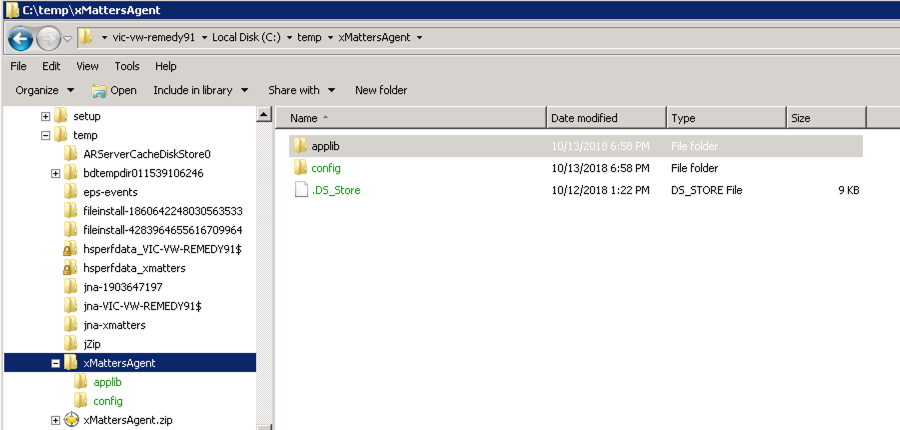 C:\temp\xMattersAgent
vic-vw-remedy91 Local Disk (C:) temp xMattersAgent
File Edit View Tools Help
Organize Open Include in library Share with New folder
setup
temp
ARServerCacheDiskStore0
bdtempdir011539106246
eps-events
fileinstall-1860642248030563533
fileinstall-4283964655616709964
hsperfdata_VIC-VW-REMEDY91$
hsperfdata_xmatters
jna-1903647197
jna-VIC-VW-REMEDY91$
jna-xmatters
jZip
xMattersAgent
applib
config
xMattersAgent.zip
Name Date modified Type Size
applib 10/13/2018 6:58 PM File folder
config 10/13/2018 6:58 PM File folder
.DS_Store 10/12/2018 1:22 PM DS_STORE File 9 KB